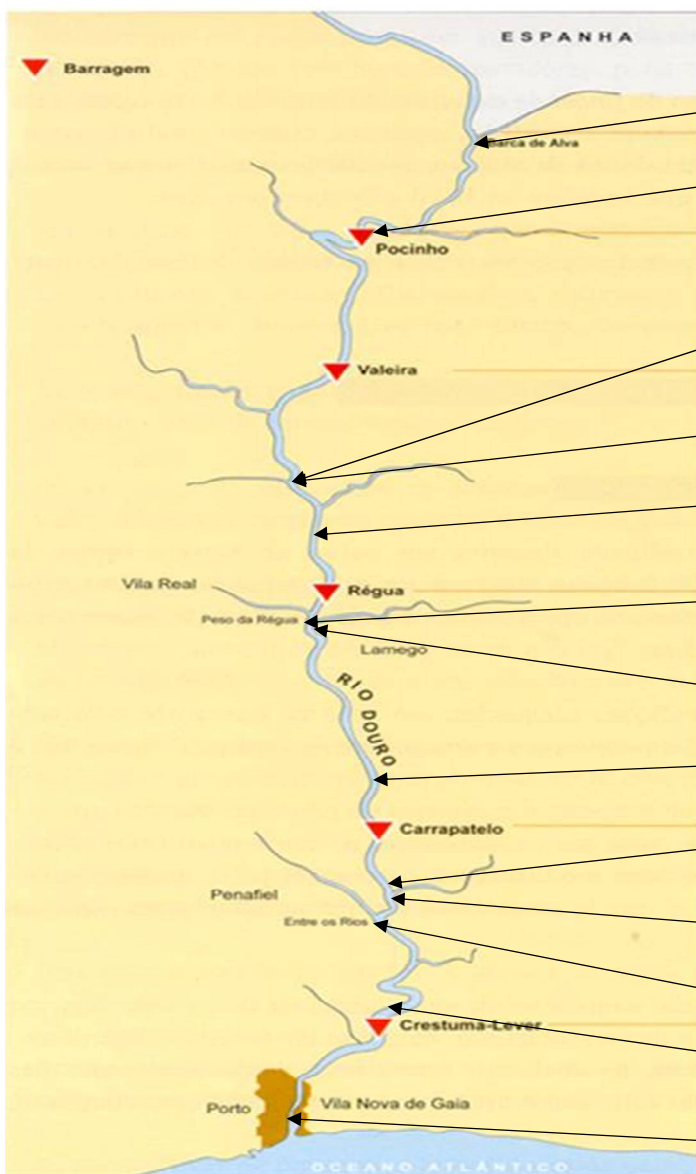 ESPANHA
Barragem
Barca de Alva
Pocinho
Valeira
Vila Real
Régua
Peso da Régua
Lamego
RIO DOURO
Carrapatelo
Penafiel
Entre os Rios
Crestuma-Lever
Porto
Vila Nova de Gaia
OCEANO ATLÂNTICO